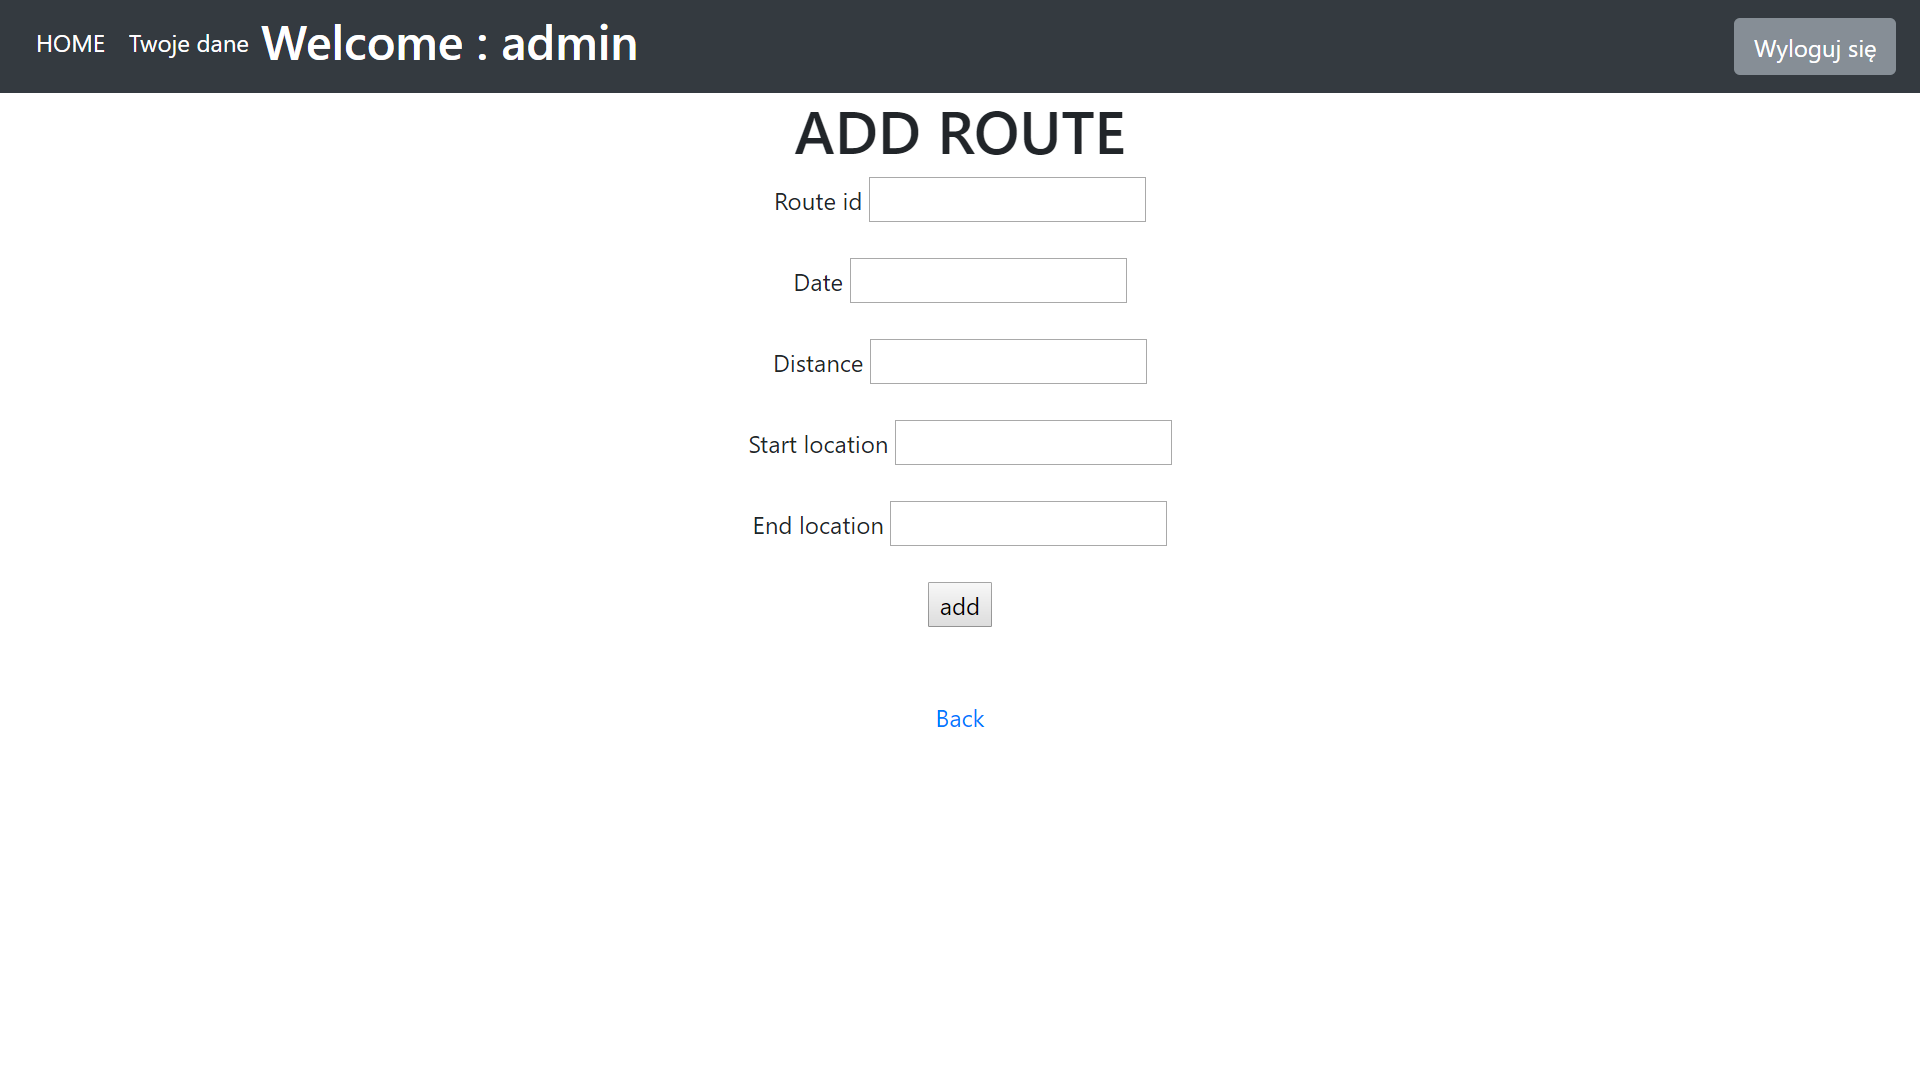 HOME Twoje dane Welcome : admin Wyloguj się
ADD ROUTE
Route id
Date
Distance
Start location
End location
add
Back